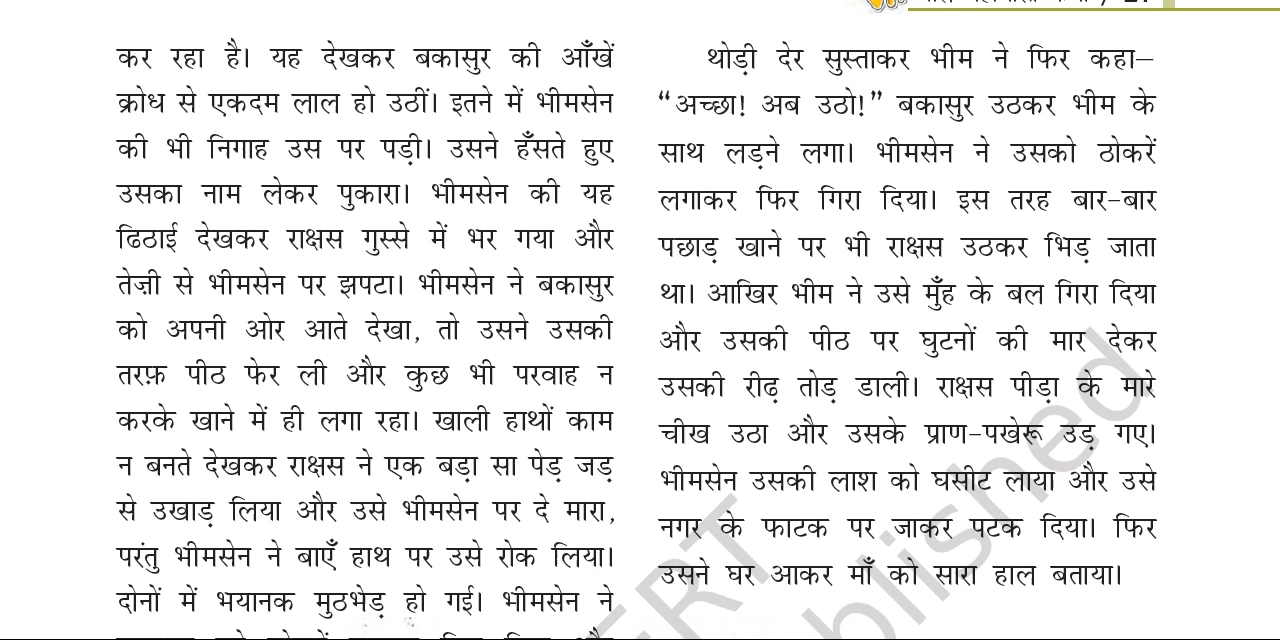 कर रहा है। यह देखकर बकासुर की आँखें
क्रोध से एकदम लाल हो उठीं। इतने में भीमसेन
की भी निगाह उस पर पड़ी। उसने हँसते हुए
उसका नाम लेकर पुकारा। भीमसेन की यह
ढिठाई देखकर राक्षस गुस्से में भर गया और
तेज़ी से भीमसेन पर झपटा। भीमसेन ने बकासुर
को अपनी ओर आते देखा, तो उसने उसकी
तरफ़ पीठ फेर ली और कुछ भी परवाह न
करके खाने में ही लगा रहा। खाली हाथों काम
न बनते देखकर राक्षस ने एक बड़ा सा पेड़ जड़
से उखाड़ लिया और उसे भीमसेन पर दे मारा,
परंतु भीमसेन ने बाएँ हाथ पर उसे रोक लिया।
दोनों में भयानक मुठभेड़ हो गई। भीमसेन ने
थोड़ी देर सुस्ताकर भीम ने फिर कहा–
“अच्छा! अब उठो!” बकासुर उठकर भीम के
साथ लड़ने लगा। भीमसेन ने उसको ठोकरें
लगाकर फिर गिरा दिया। इस तरह बार-बार
पछाड़ खाने पर भी राक्षस उठकर भिड़ जाता
था। आखिर भीम ने उसे मुँह के बल गिरा दिया
और उसकी पीठ पर घुटनों की मार देकर
उसकी रीढ़ तोड़ डाली। राक्षस पीड़ा के मारे
चीख उठा और उसके प्राण-पखेरू उड़ गए।
भीमसेन उसकी लाश को घसीट लाया और उसे
नगर के फाटक पर जाकर पटक दिया। फिर
उसने घर आकर माँ को सारा हाल बताया।